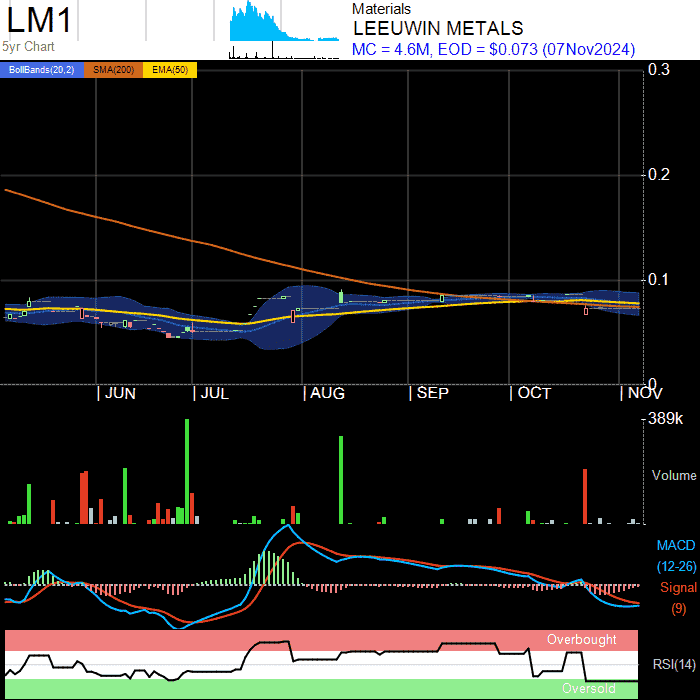 LM1
5yr Chart
Materials
LEEUWIN METALS
MC = 4.6M, EOD = $0.073 (07Nov2024)
BollBands(20,2) SMA(200) EMA(50)
0.3
0.2
0.1
0
JUN JUL AUG SEP OCT NOV
389k
Volume
MACD
(12-26)
Signal
(9)
Overbought
RSI(14)
Oversold